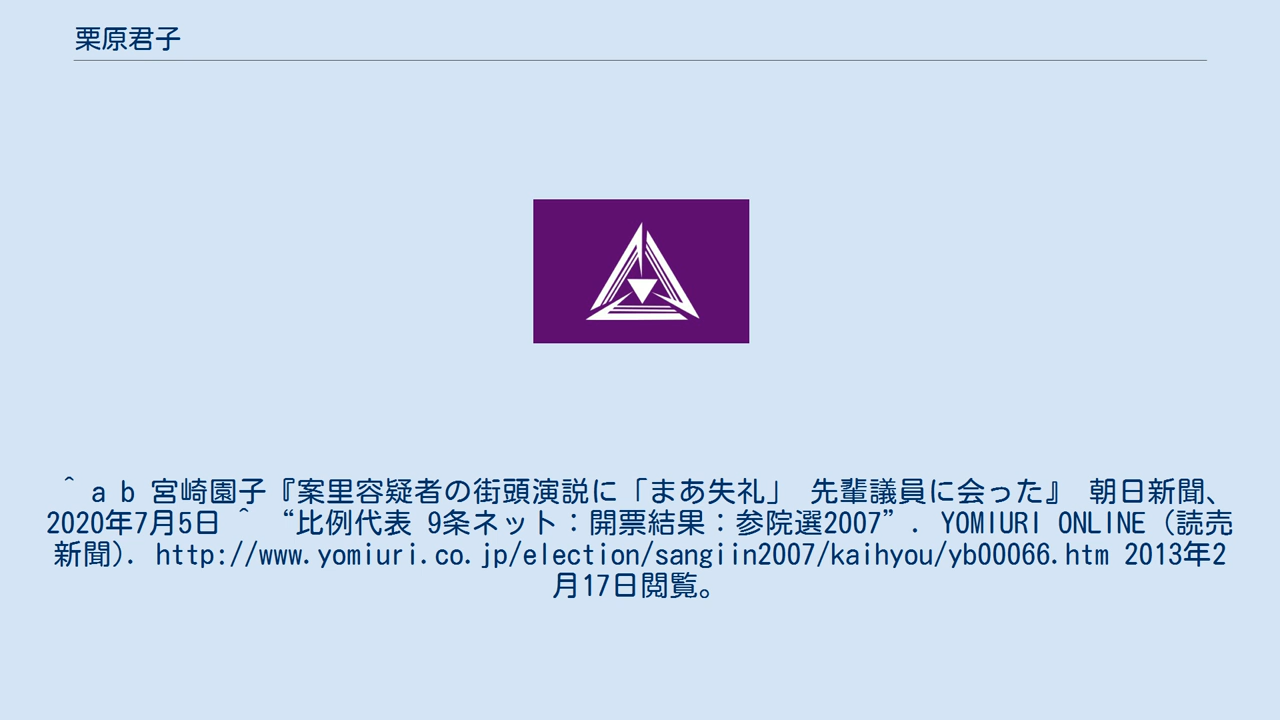 栗原君子
^ a b 宮崎園子『案里容疑者の街頭演説に「まあ失礼」 先輩議員に会った』 朝日新聞、
2020年7月5日 ^ “比例代表 9条ネット：開票結果：参院選2007”. YOMIURI ONLINE（読売
新聞）. http://www.yomiuri.co.jp/election/sangiin2007/kaihyou/yb00066.htm 2013年2
月17日閲覧。